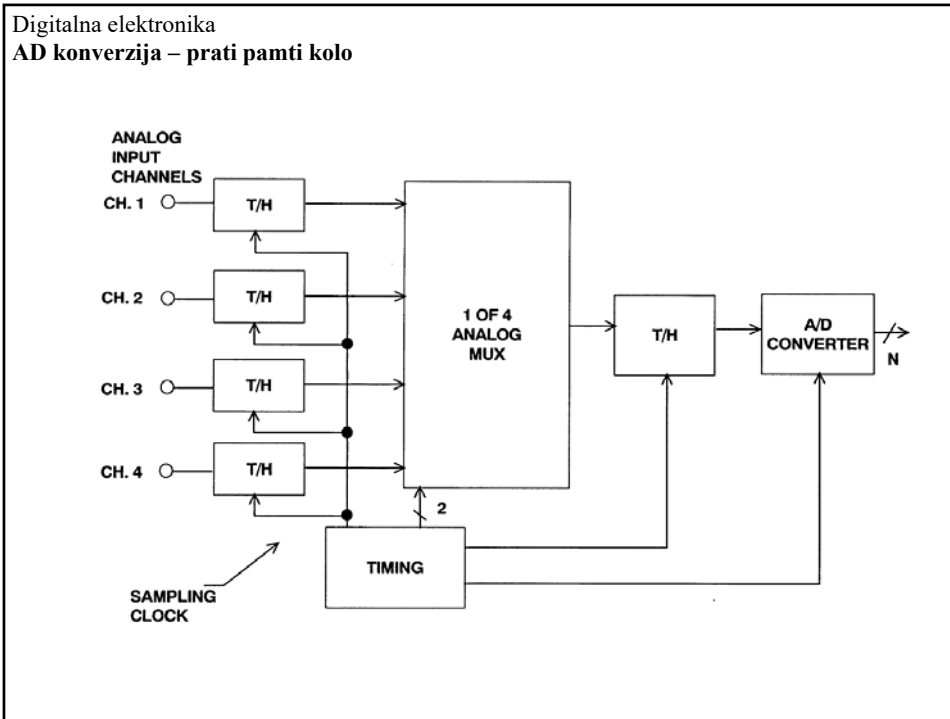 Digitalna elektronika
AD konverzija – prati pamti kolo
ANALOG
INPUT
CHANNELS
CH. 1
T/H
CH. 2
T/H
CH. 3
T/H
CH. 4
T/H
1 OF 4
ANALOG
MUX
T/H
A/D
CONVERTER
N
2
TIMING
SAMPLING
CLOCK